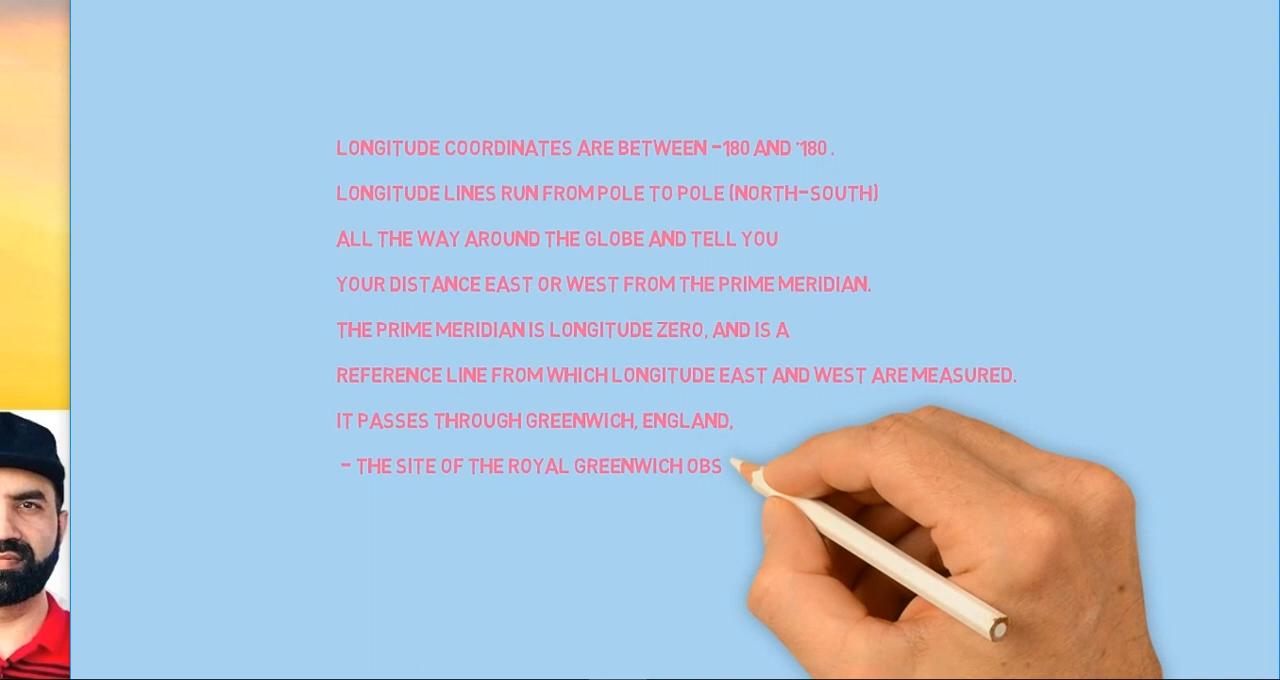 LONGITUDE COORDINATES ARE BETWEEN -180 AND +180.
LONGITUDE LINES RUN FROM POLE TO POLE (NORTH-SOUTH)
ALL THE WAY AROUND THE GLOBE AND TELL YOU
YOUR DISTANCE EAST OR WEST FROM THE PRIME MERIDIAN.
THE PRIME MERIDIAN IS LONGITUDE ZERO, AND IS A
REFERENCE LINE FROM WHICH LONGITUDE EAST AND WEST ARE MEASURED.
IT PASSES THROUGH GREENWICH, ENGLAND,
- THE SITE OF THE ROYAL GREENWICH OBS